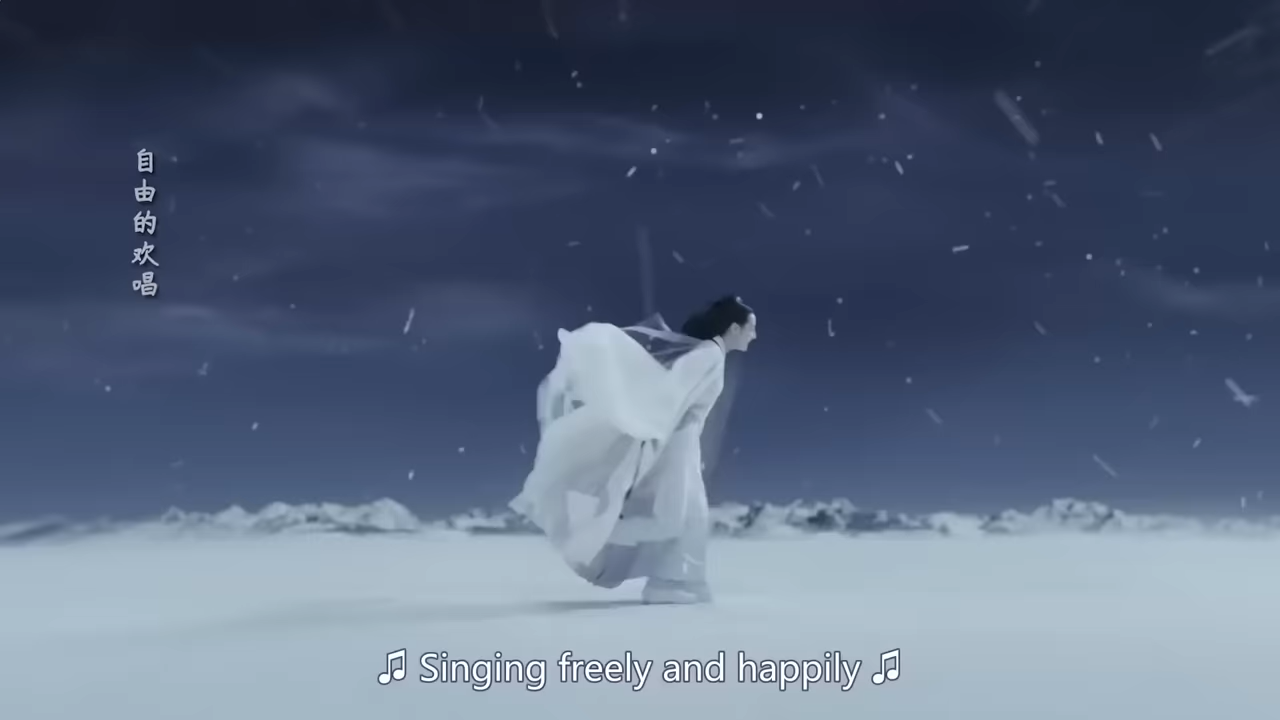 自由的欢唱
♫ Singing freely and happily ♫